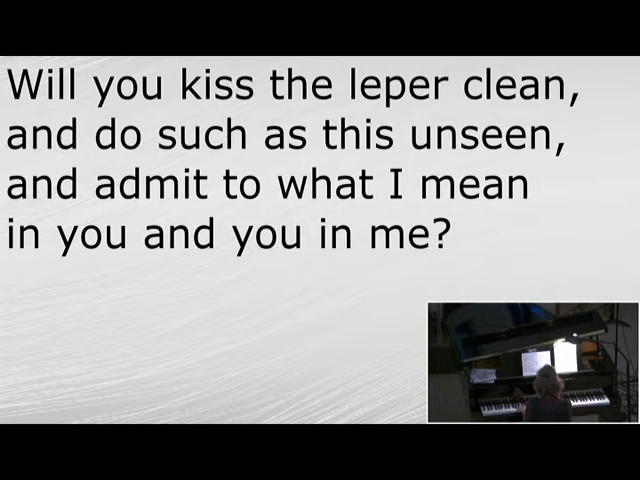 Will you kiss the leper clean,
and do such as this unseen,
and admit to what I mean
in you and you in me?